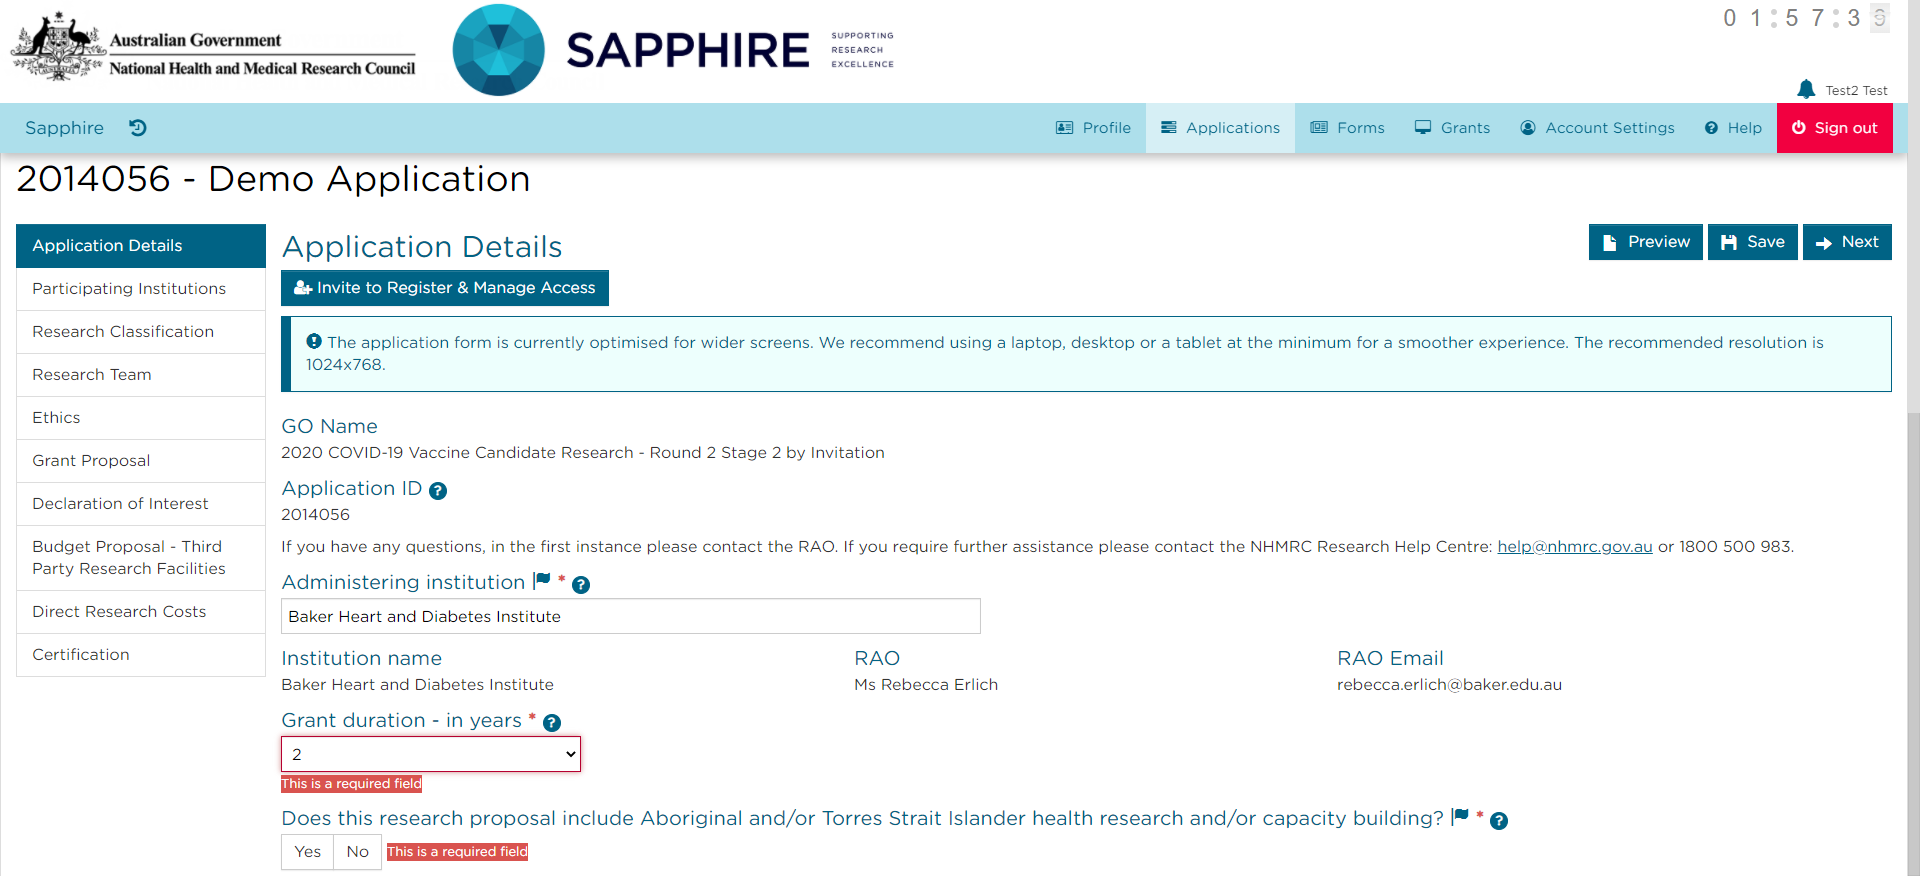 Australian Government
National Health and Medical Research Council
SAPPHIRE
SUPPORTING
RESEARCH
EXCELLENCE
01:57:3
Test2 Test
Sapphire
Profile
Applications
Forms
Grants
Account Settings
Help
Sign out
2014056 - Demo Application
Application Details
Participating Institutions
Research Classification
Research Team
Ethics
Grant Proposal
Declaration of Interest
Budget Proposal - Third
Party Research Facilities
Direct Research Costs
Certification
Application Details
Preview
Save
Next
Invite to Register & Manage Access
The application form is currently optimised for wider screens. We recommend using a laptop, desktop or a tablet at the minimum for a smoother experience. The recommended resolution is
1024x768.
GO Name
2020 COVID-19 Vaccine Candidate Research - Round 2 Stage 2 by Invitation
Application ID ?
2014056
If you have any questions, in the first instance please contact the RAO. If you require further assistance please contact the NHMRC Research Help Centre: help@nhmrc.gov.au or 1800 500 983.
Administering institution * ?
Baker Heart and Diabetes Institute
Institution name
Baker Heart and Diabetes Institute
RAO
Ms Rebecca Erlich
RAO Email
rebecca.erlich@baker.edu.au
Grant duration - in years * ?
2
This is a required field
Does this research proposal include Aboriginal and/or Torres Strait Islander health research and/or capacity building? * ?
Yes No This is a required field